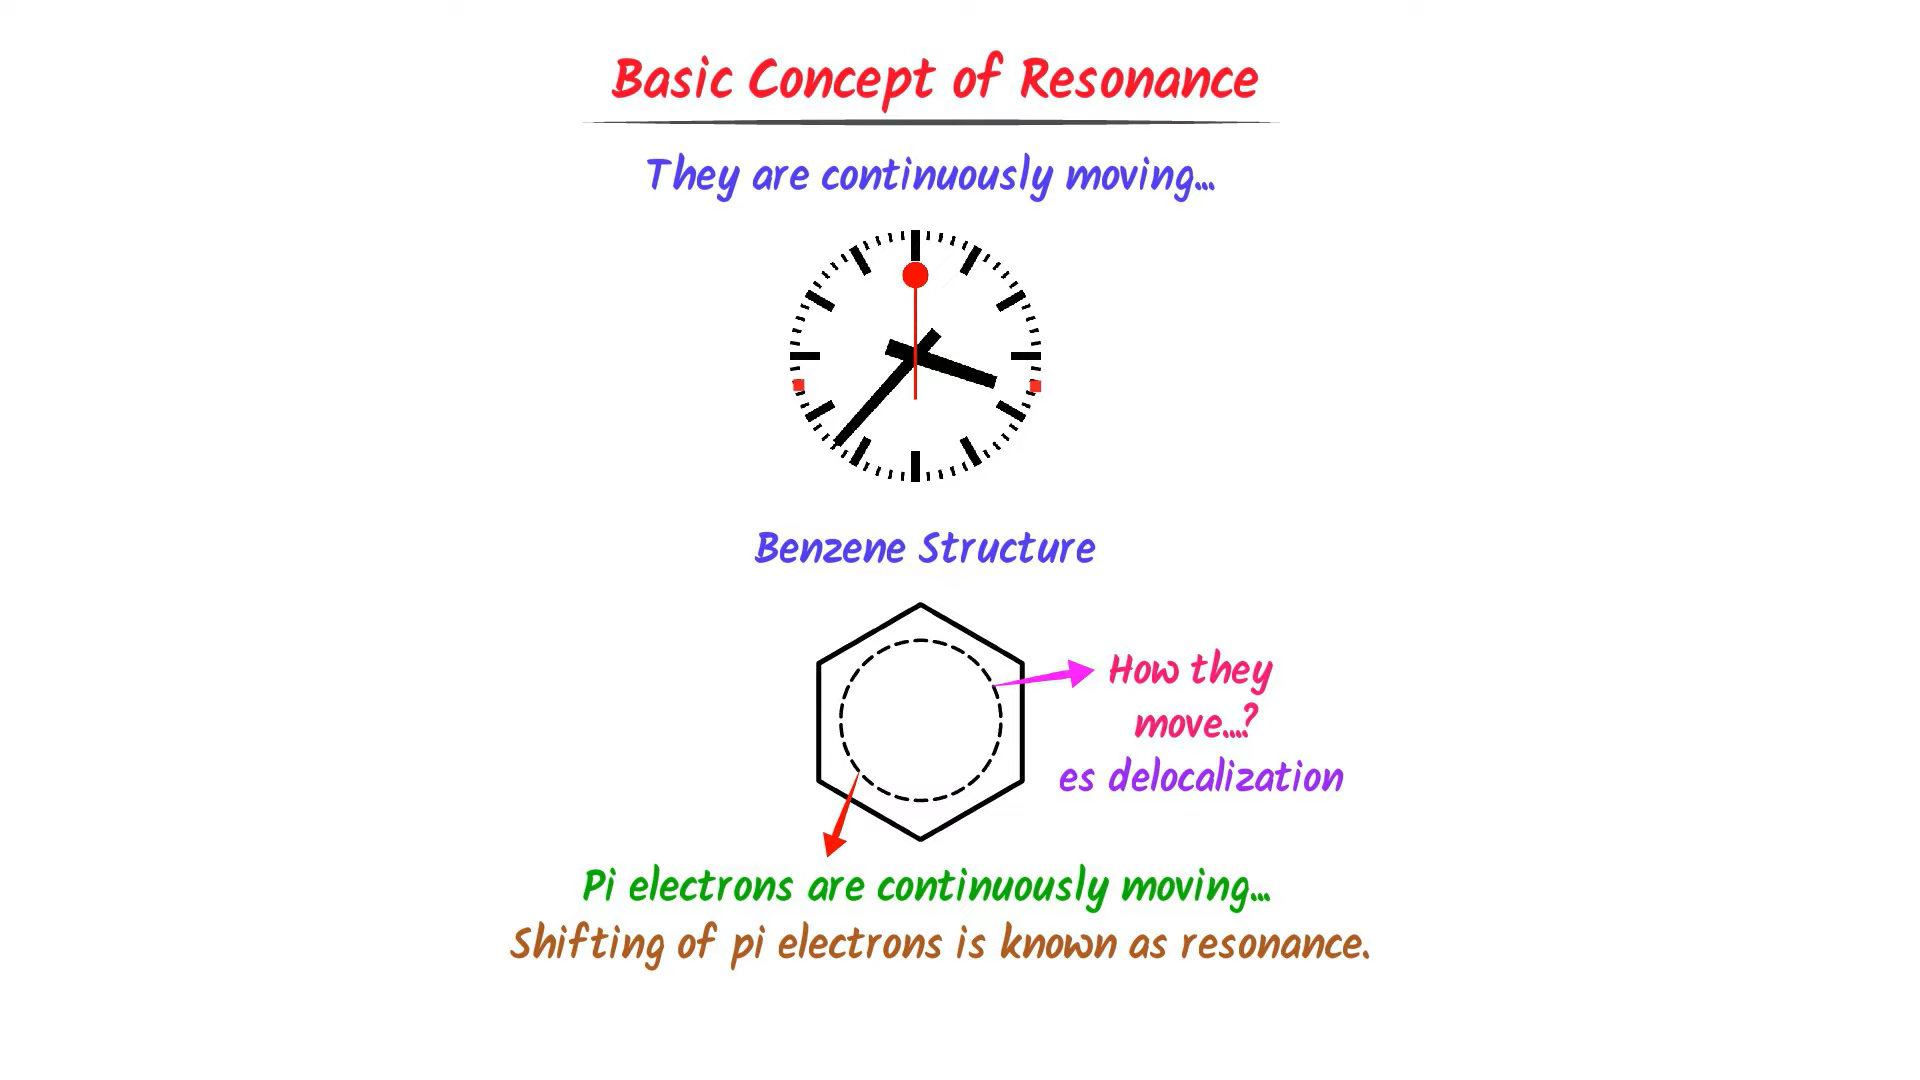 Basic Concept of Resonance
They are continuously moving...
Benzene Structure
How they
move....?
es delocalization
Pi electrons are continuously moving...
Shifting of pi electrons is known as resonance.